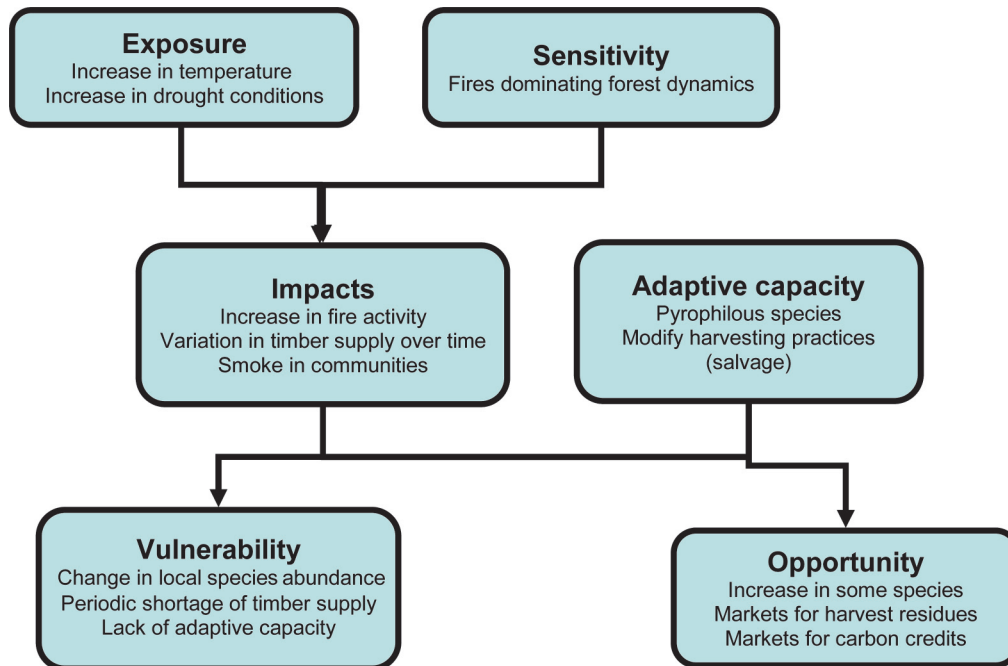 Exposure
Increase in temperature
Increase in drought conditions
Sensitivity
Fires dominating forest dynamics
Impacts
Increase in fire activity
Variation in timber supply over time
Smoke in communities
Adaptive capacity
Pyrophilous species
Modify harvesting practices
(salvage)
Vulnerability
Change in local species abundance
Periodic shortage of timber supply
Lack of adaptive capacity
Opportunity
Increase in some species
Markets for harvest residues
Markets for carbon credits